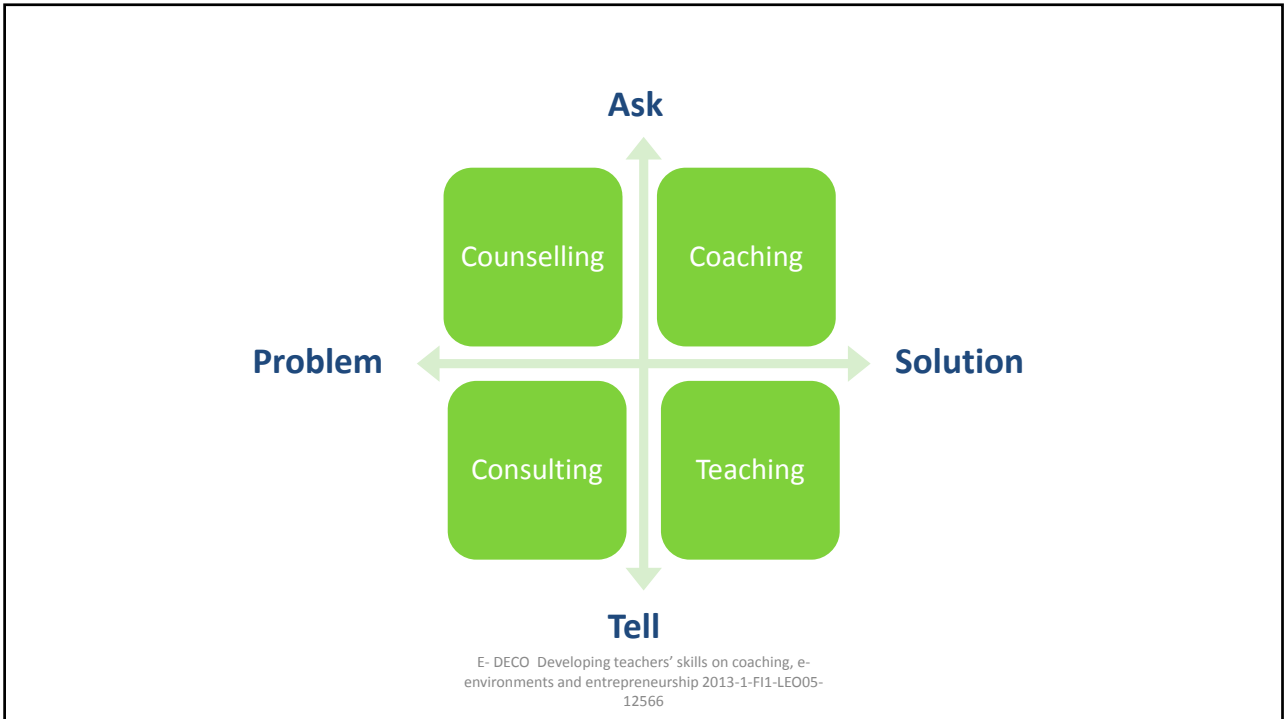 Ask
Counselling
Coaching
Problem
Solution
Consulting
Teaching
Tell
E- DECO Developing teachers’ skills on coaching, e-
environments and entrepreneurship 2013-1-FI1-LEO05-
12566